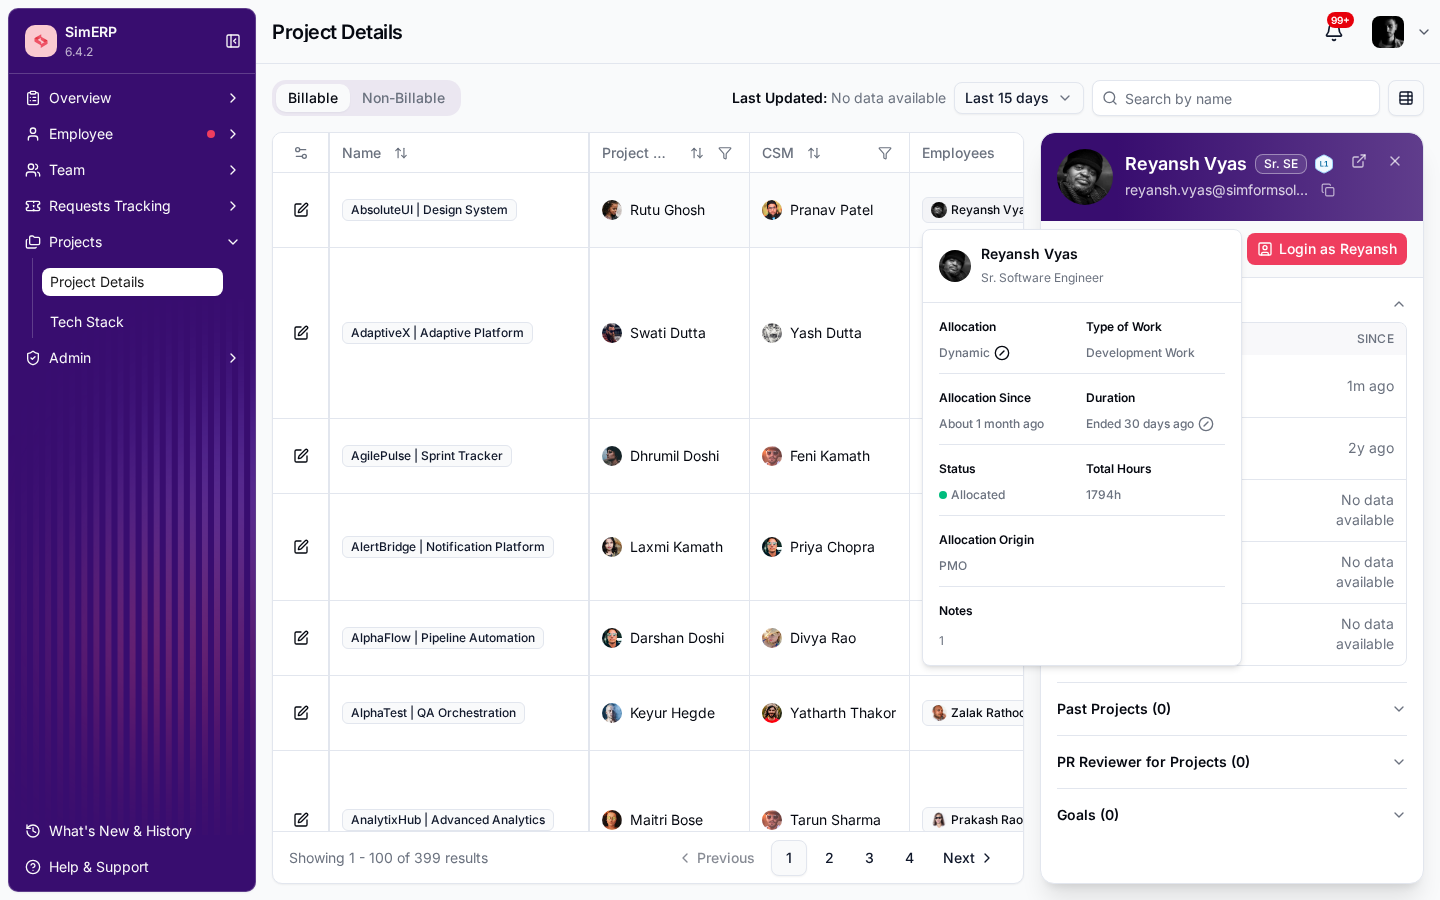 SimERP
6.4.2
Overview
Employee
Team
Requests Tracking
Projects
Project Details
Tech Stack
Admin
What's New & History
Help & Support
Project Details
99+
Billable
Non-Billable
Last Updated: No data available
Last 15 days
Search by name
Name
Project ...
CSM
Employees
AbsoluteUI | Design System
Rutu Ghosh
Pranav Patel
Reyansh Vya
AdaptiveX | Adaptive Platform
Swati Dutta
Yash Dutta
AgilePulse | Sprint Tracker
Dhrumil Doshi
Feni Kamath
AlertBridge | Notification Platform
Laxmi Kamath
Priya Chopra
AlphaFlow | Pipeline Automation
Darshan Doshi
Divya Rao
AlphaTest | QA Orchestration
Keyur Hegde
Yatharth Thakor
Zalak Rathod
AnalytixHub | Advanced Analytics
Maitri Bose
Tarun Sharma
Prakash Rao
Showing 1 - 100 of 399 results
Previous
1
2
3
4
Next
Reyansh Vyas
Sr. Software Engineer
Allocation
Type of Work
Dynamic
Development Work
Allocation Since
Duration
About 1 month ago
Ended 30 days ago
Status
Total Hours
Allocated
1794h
Allocation Origin
PMO
Notes
1
Reyansh Vyas
Sr. SE
L1
reyansh.vyas@simformsol...
Login as Reyansh
SINCE
1m ago
2y ago
No data
available
No data
available
No data
available
Past Projects (0)
PR Reviewer for Projects (0)
Goals (0)